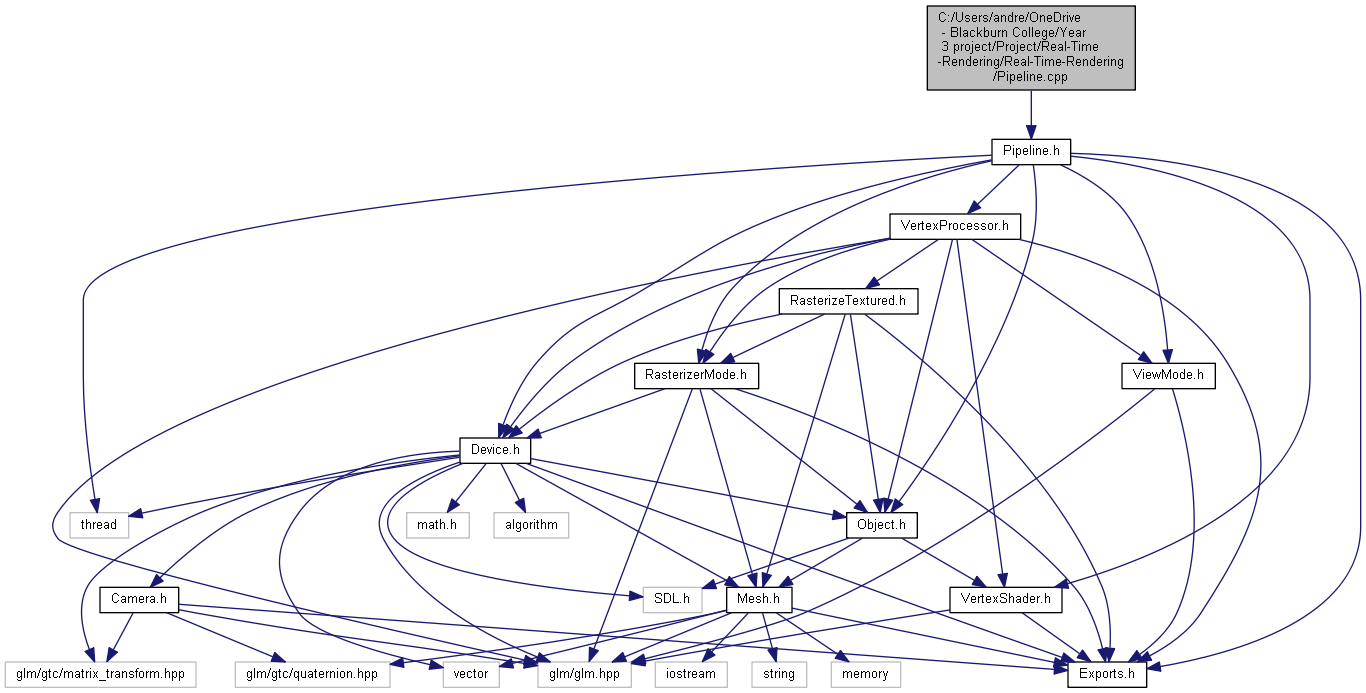 C:/Users/andre/OneDrive
- Blackburn College/Year
3 project/Project/Real-Time
-Rendering/Real-Time-Rendering
/Pipeline.cpp
Pipeline.h
VertexProcessor.h
RasterizeTextured.h
RasterizerMode.h
ViewMode.h
Device.h
thread
math.h
algorithm
Object.h
Camera.h
SDL.h
Mesh.h
VertexShader.h
glm/gtc/matrix_transform.hpp
glm/gtc/quaternion.hpp
vector
glm/glm.hpp
iostream
string
memory
Exports.h